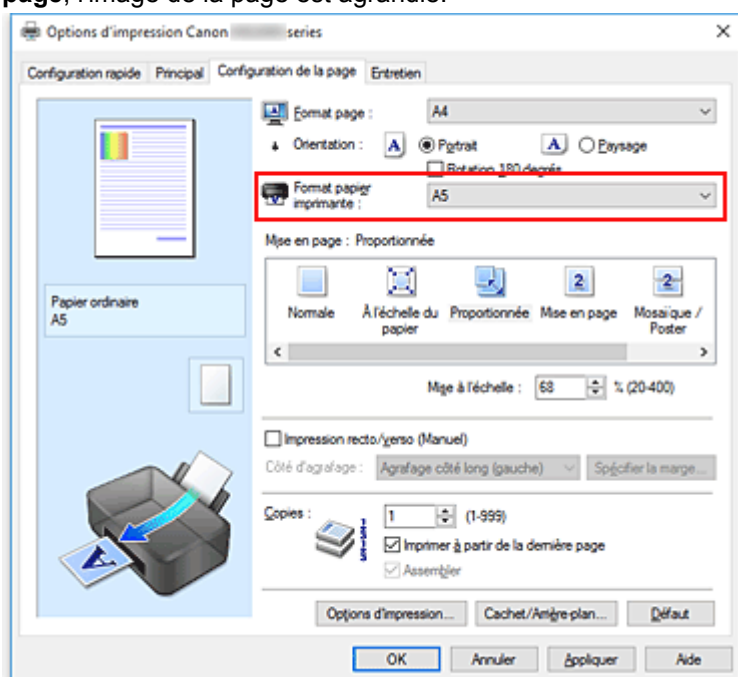 page, l'image de la page est agrandie.
Options d'impression Canon series
Configuration rapide Principal Configuration de la page Entretien
Format page : A4
Orientation : A Portrait A Paysage
Rotation 180 degrés
Format papier imprimante : A5
Mise en page : Proportionnée
Papier ordinaire
A5
2 2
Normale À l'échelle du papier Proportionnée Mise en page Mosaïque / Poster
Mise à l'échelle : 68 % (20-400)
Impression recto/verso (Manuel)
Côté d'agrafage : Agrafage côté long (gauche) Spécifier la marge...
Copies : 1 (1-999)
Imprimer à partir de la dernière page
Assembler
A
Options d'impression... Cachet/Arrière-plan... Défaut
OK Annuler Appliquer Aide